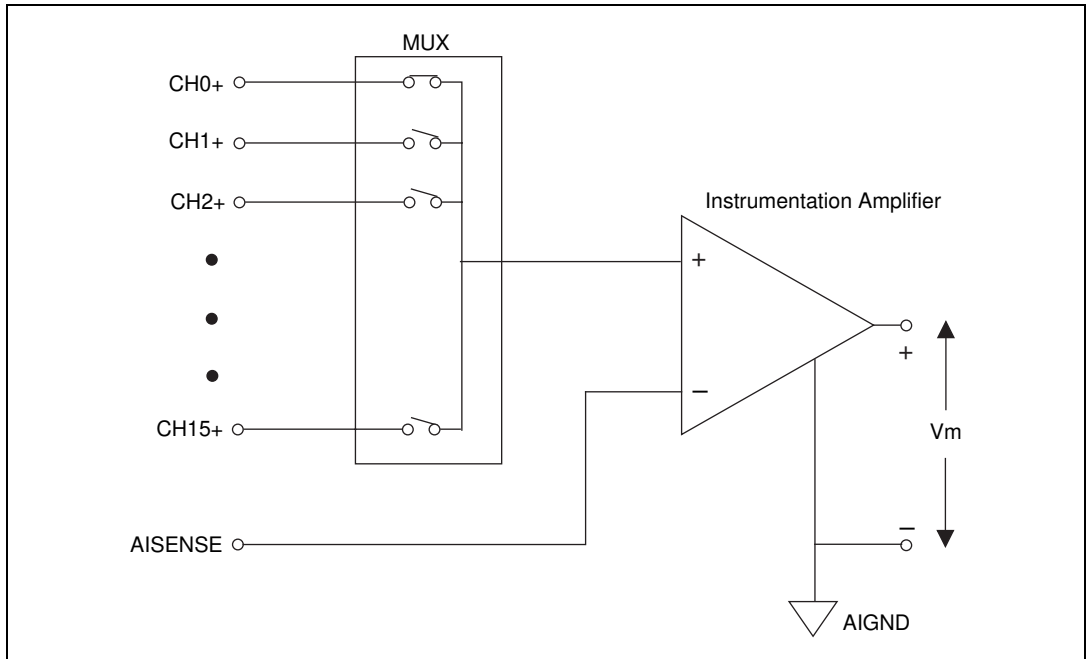 MUX
CH0+
CH1+
CH2+
Instrumentation Amplifier
+
+
−
CH15+
Vm
AISENSE
−
AIGND